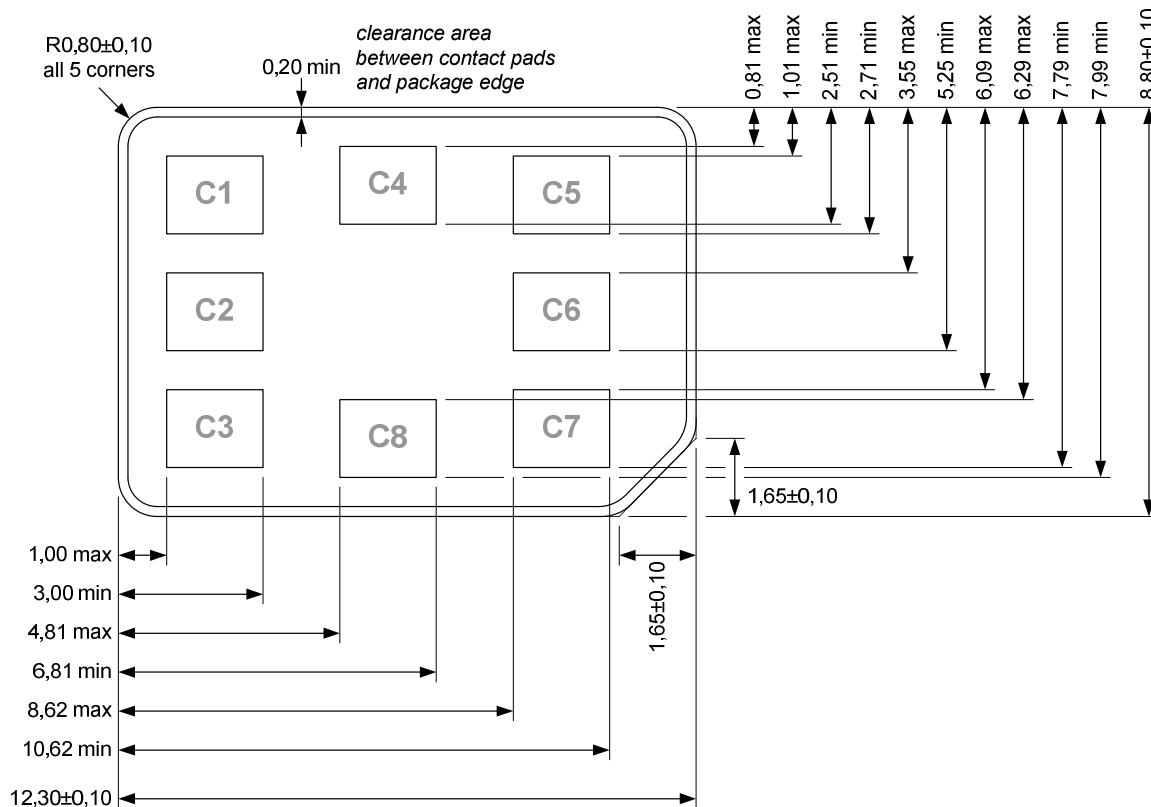 R0,80±0,10
all 5 corners
0,20 min
clearance area
between contact pads
and package edge
0,81 max
1,01 max
2,51 min
2,71 min
3,55 max
5,25 min
6,09 max
6,29 max
7,79 min
7,99 min
8,80±0,10
C1
C4
C5
C2
C6
C3
C8
C7
1,65±0,10
1,65±0,10
1,00 max
3,00 min
4,81 max
6,81 min
8,62 max
10,62 min
12,30±0,10